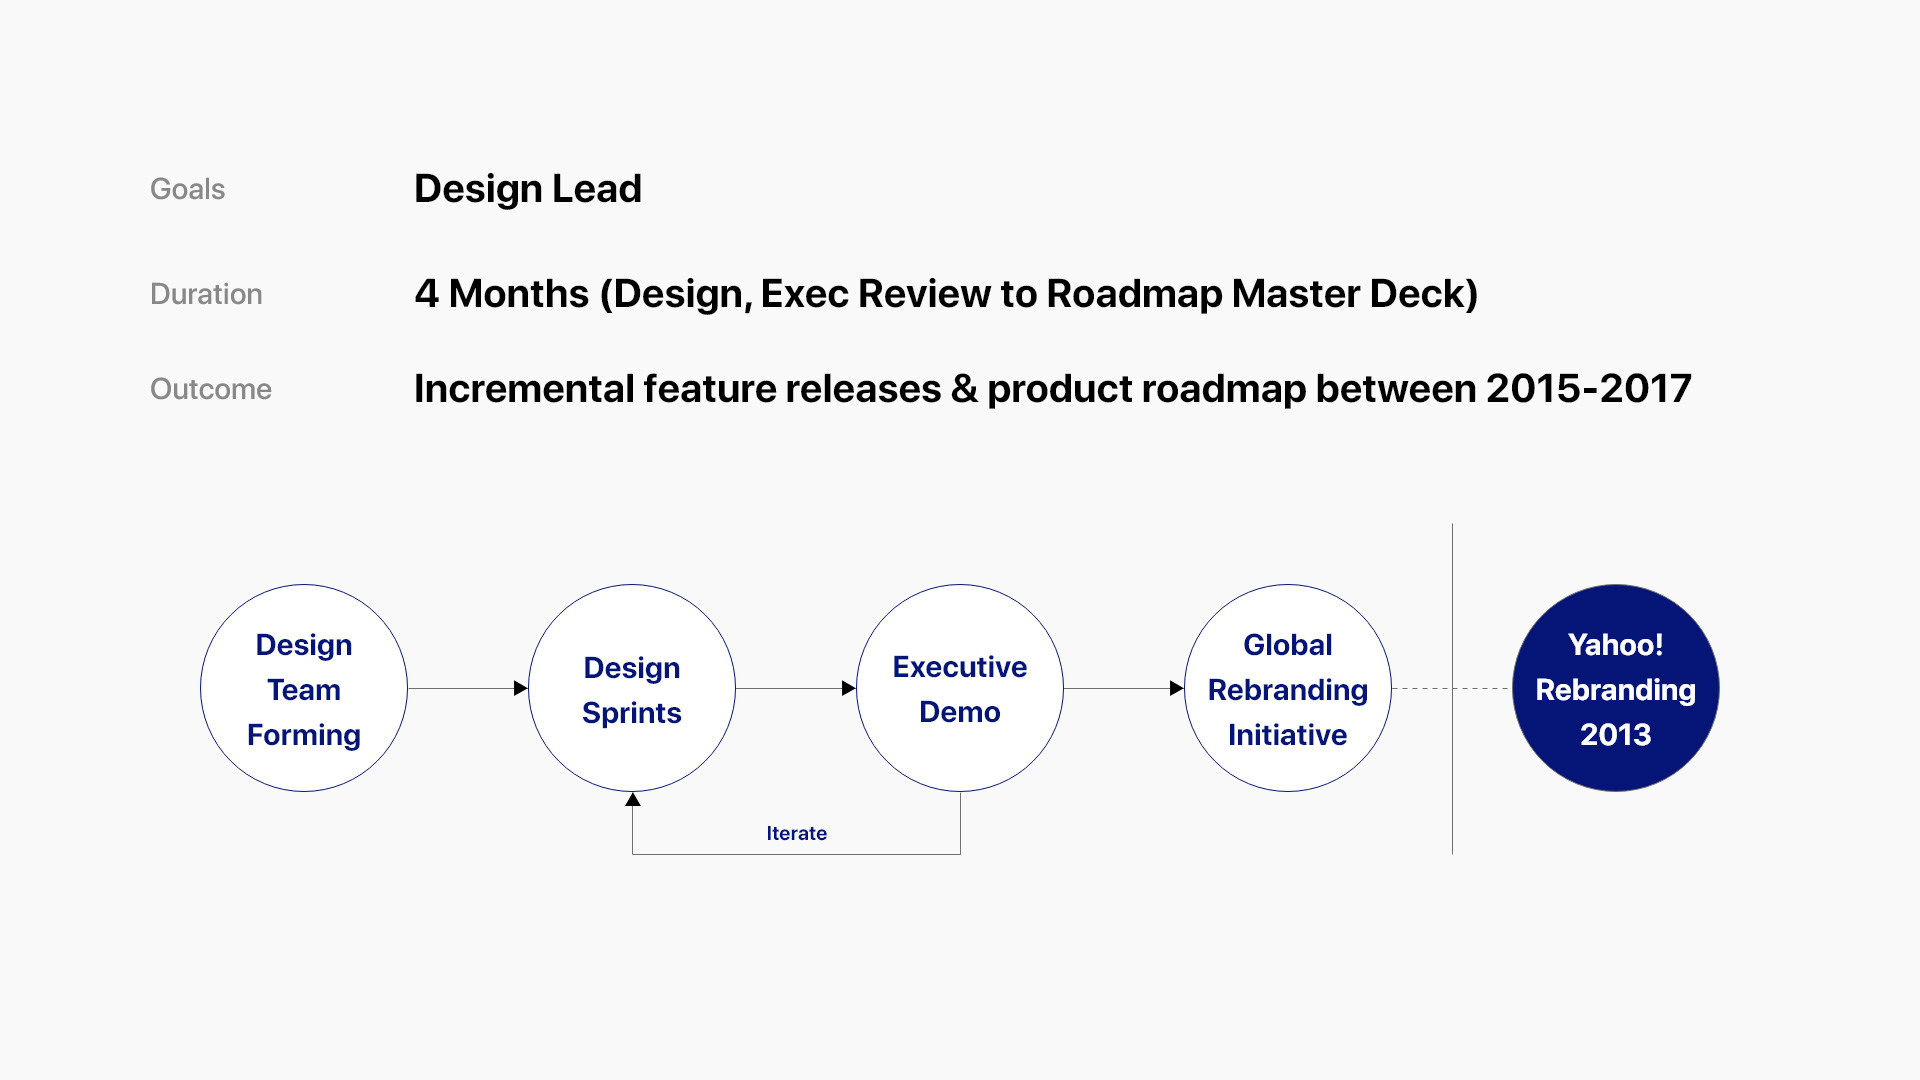 Goals
Design Lead
Duration
4 Months (Design, Exec Review to Roadmap Master Deck)
Outcome
Incremental feature releases & product roadmap between 2015-2017
Design
Team
Forming
Design
Sprints
Executive
Demo
Global
Rebranding
Initiative
Yahoo!
Rebranding
2013
Iterate